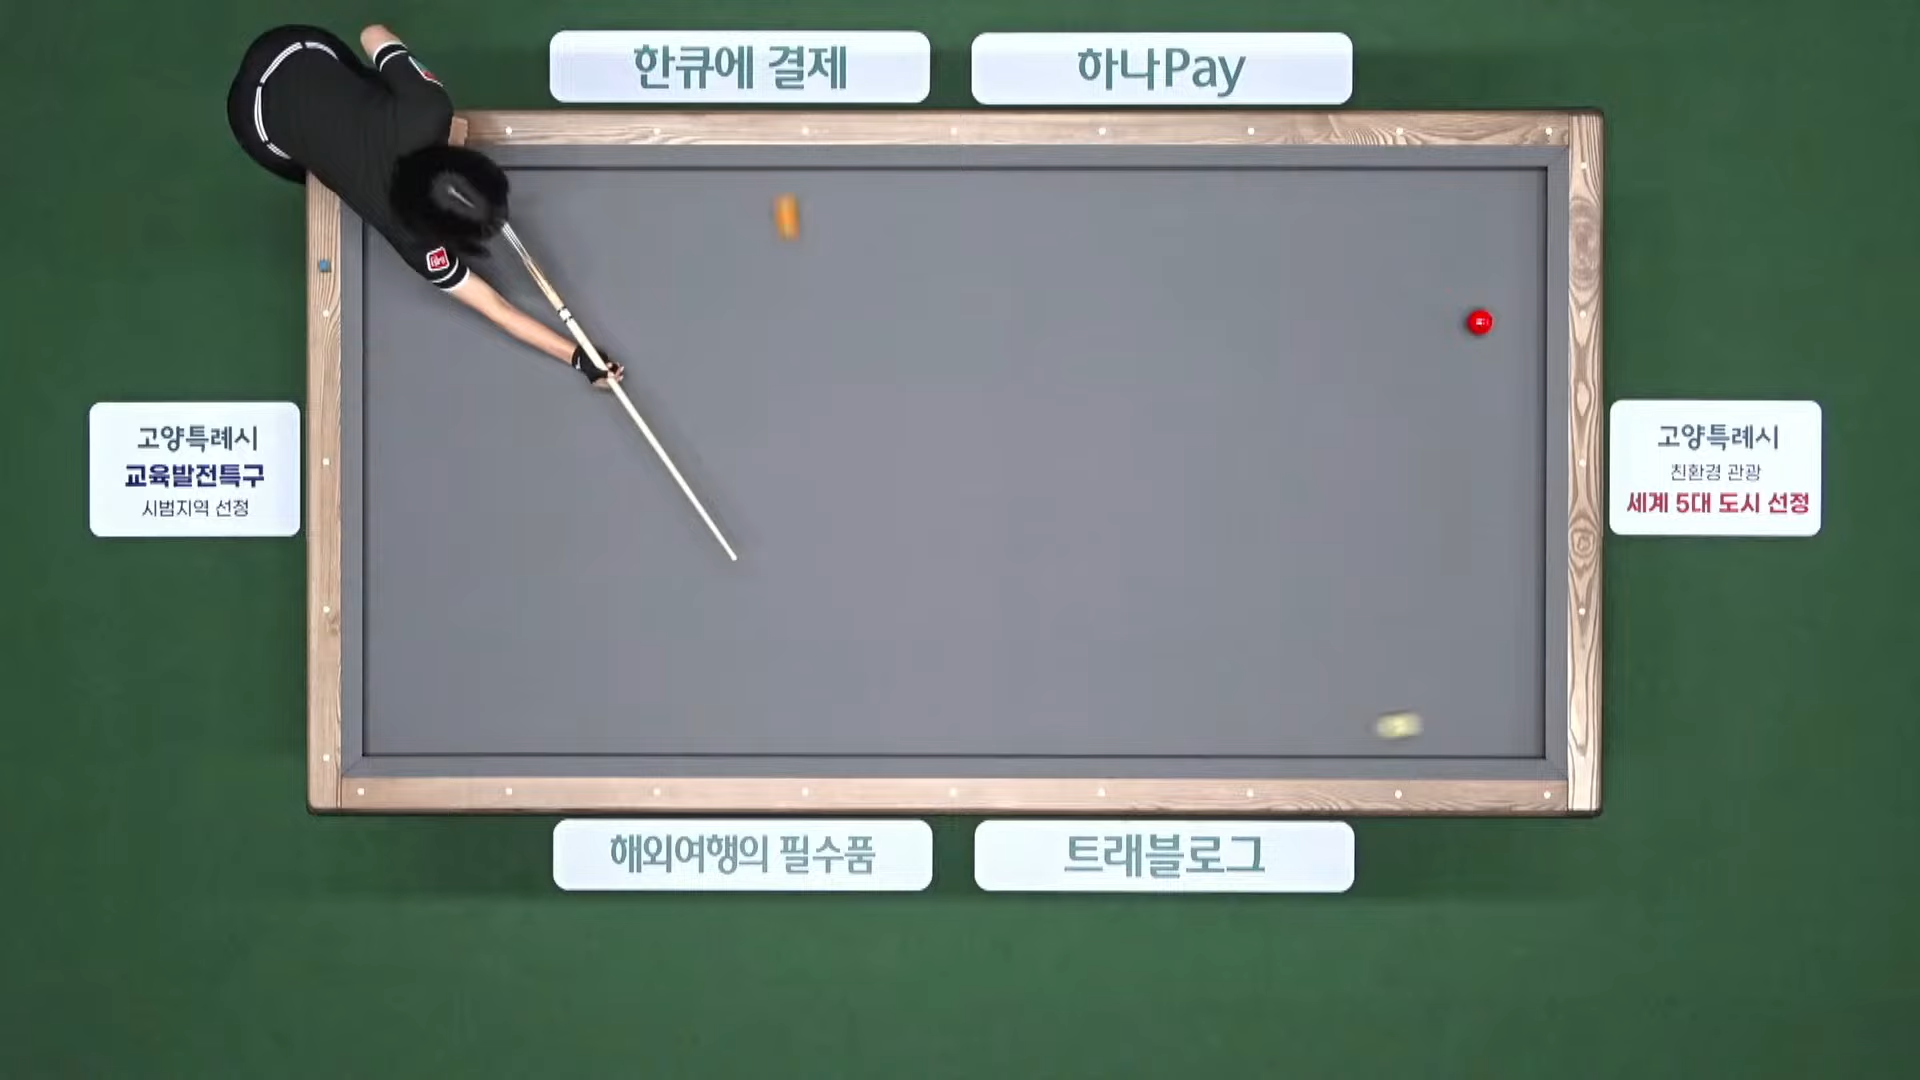 한큐에 결제
하나Pay
고양특례시
교육발전특구
시범지역 선정
고양특례시
친환경 관광
세계 5대 도시 선정
해외여행의 필수품
트래블로그